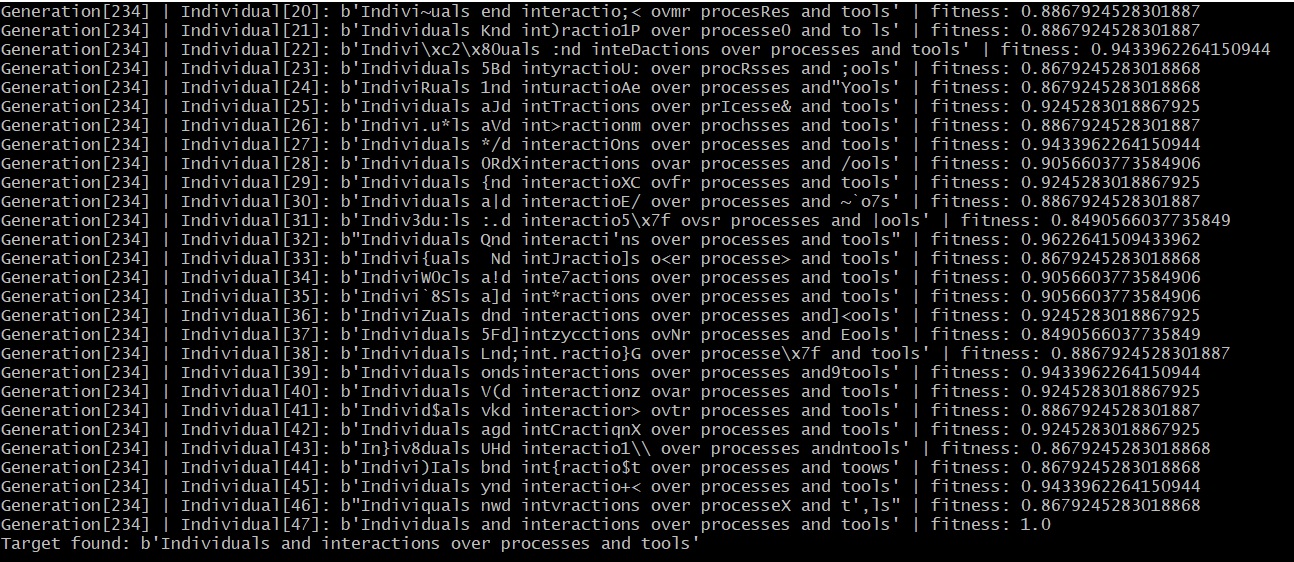 Generation[234] | Individual[20]: b'Indivi~uals end interactio;< ovmr procesRes and tools' | fitness: 0.8867924528301887
Generation[234] | Individual[21]: b'Individuals Knd int)ractio1P over processeO and to ls' | fitness: 0.8867924528301887
Generation[234] | Individual[22]: b'Indivi\xc2\x80uals :nd inteDactions over processes and tools' | fitness: 0.9433962264150944
Generation[234] | Individual[23]: b'Individuals 5Bd intyractioU: over procRsses and ;ools' | fitness: 0.8679245283018868
Generation[234] | Individual[24]: b'IndiviRuals 1nd inturactioAe over processes and"Yools' | fitness: 0.8679245283018868
Generation[234] | Individual[25]: b'Individuals aJd intTractions over prIcesse& and tools' | fitness: 0.9245283018867925
Generation[234] | Individual[26]: b'Indivi.u*ls aVd int>ractionm over prochsses and tools' | fitness: 0.8867924528301887
Generation[234] | Individual[27]: b'Individuals */d interactiOns over processes and tools' | fitness: 0.9433962264150944
Generation[234] | Individual[28]: b'Individuals ORdXinteractions ovar processes and /ools' | fitness: 0.9056603773584906
Generation[234] | Individual[29]: b'Individuals {nd interactioXC ovfr processes and tools' | fitness: 0.9245283018867925
Generation[234] | Individual[30]: b'Individuals a|d interactioE/ over processes and ~`o7s' | fitness: 0.8867924528301887
Generation[234] | Individual[31]: b'Indiv3du:ls :.d interactio5\x7f ovsr processes and |ools' | fitness: 0.8490566037735849
Generation[234] | Individual[32]: b"Individuals Qnd interacti'ns over processes and tools" | fitness: 0.9622641509433962
Generation[234] | Individual[33]: b'Indivi{uals  Nd intJractio]s o<er processe> and tools' | fitness: 0.8679245283018868
Generation[234] | Individual[34]: b'IndiviWOcls a!d inte7actions over processes and tools' | fitness: 0.9056603773584906
Generation[234] | Individual[35]: b'Indivi`8Sls a]d int*ractions over processes and tools' | fitness: 0.9056603773584906
Generation[234] | Individual[36]: b'IndiviZuals dnd interactions over processes and]<ools' | fitness: 0.9245283018867925
Generation[234] | Individual[37]: b'Individuals 5Fd]intzycctions ovNr processes and Eools' | fitness: 0.8490566037735849
Generation[234] | Individual[38]: b'Individuals Lnd;int.ractio}G over processe\x7f and tools' | fitness: 0.8867924528301887
Generation[234] | Individual[39]: b'Individuals ondsinteractions over processes and9tools' | fitness: 0.9433962264150944
Generation[234] | Individual[40]: b'Individuals V(d interactionz ovar processes and tools' | fitness: 0.9245283018867925
Generation[234] | Individual[41]: b'Individ$als vkd interactior> ovtr processes and tools' | fitness: 0.8867924528301887
Generation[234] | Individual[42]: b'Individuals agd intCractiqnX over processes and tools' | fitness: 0.9245283018867925
Generation[234] | Individual[43]: b'In}iv8duals UHd interactio1\\ over processes andntools' | fitness: 0.8679245283018868
Generation[234] | Individual[44]: b'Indivi)Ials bnd int{ractio$t over processes and toows' | fitness: 0.8679245283018868
Generation[234] | Individual[45]: b'Individuals ynd interactio+< over processes and tools' | fitness: 0.9433962264150944
Generation[234] | Individual[46]: b"Indiviquals nwd intvractions over processeX and t',ls" | fitness: 0.8679245283018868
Generation[234] | Individual[47]: b'Individuals and interactions over processes and tools' | fitness: 1.0
Target found: b'Individuals and interactions over processes and tools'